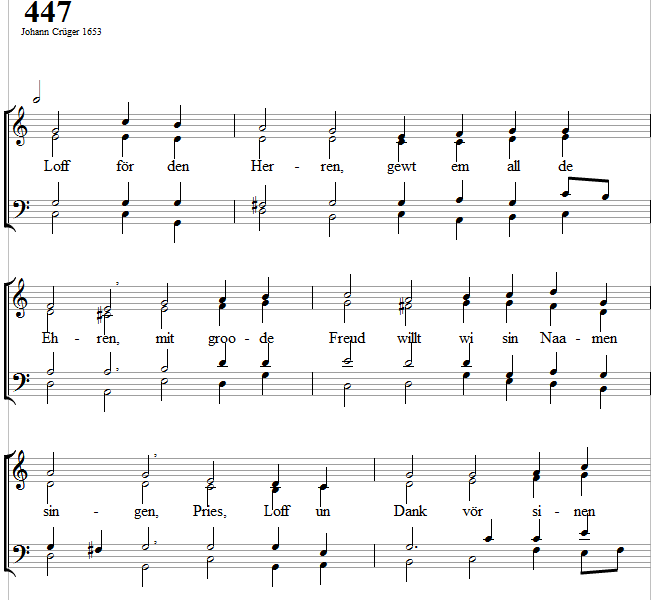 447
Johann Crüger 1653
Loff för den Her - ren, gewt em all de
Eh - ren, mit groo - de Freud willt wi sin Naa - men
sin - gen, Pries, Loff un Dank vör si - nen